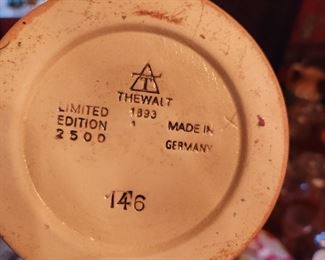 THEWALT
1893
LIMITED
EDITION
2500
MADE IN
GERMANY
146